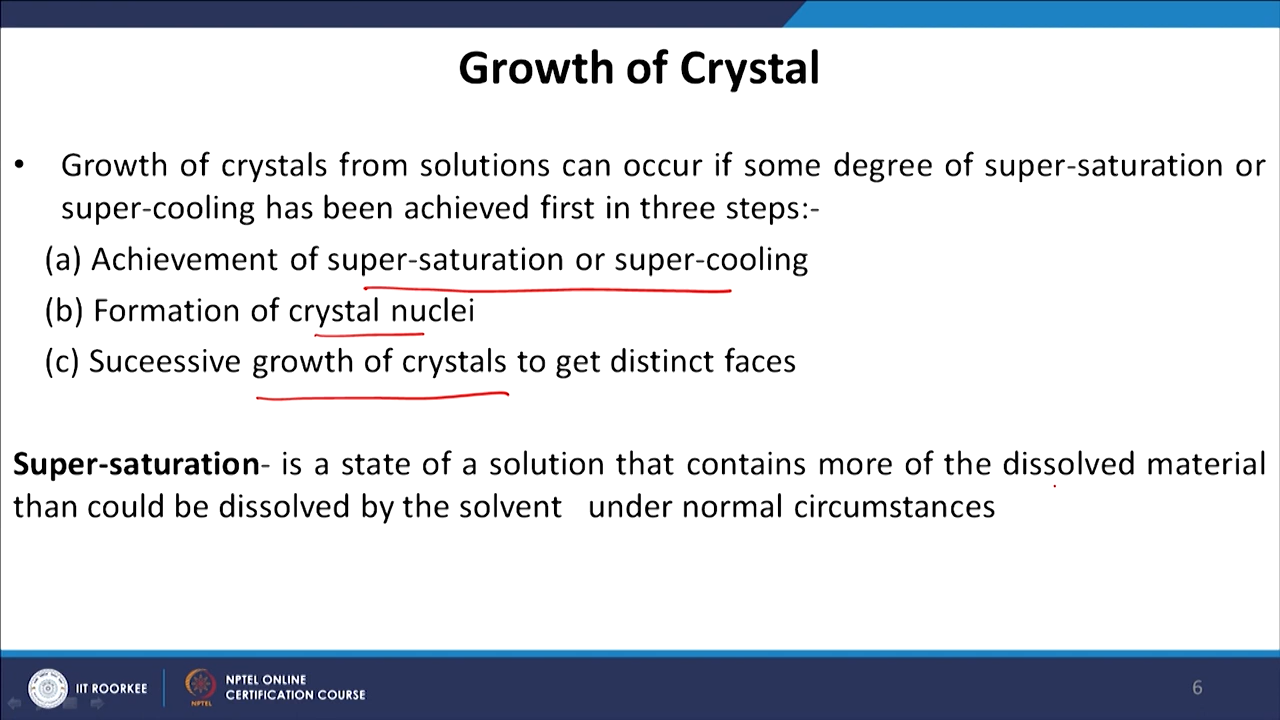 Growth of Crystal
• Growth of crystals from solutions can occur if some degree of super-saturation or
super-cooling has been achieved first in three steps:-
(a) Achievement of super-saturation or super-cooling
(b) Formation of crystal nuclei
(c) Suceessive growth of crystals to get distinct faces
Super-saturation- is a state of a solution that contains more of the dissolved material
than could be dissolved by the solvent under normal circumstances
IIT ROORKEE
NPTEL
NPTEL ONLINE
CERTIFICATION COURSE
6